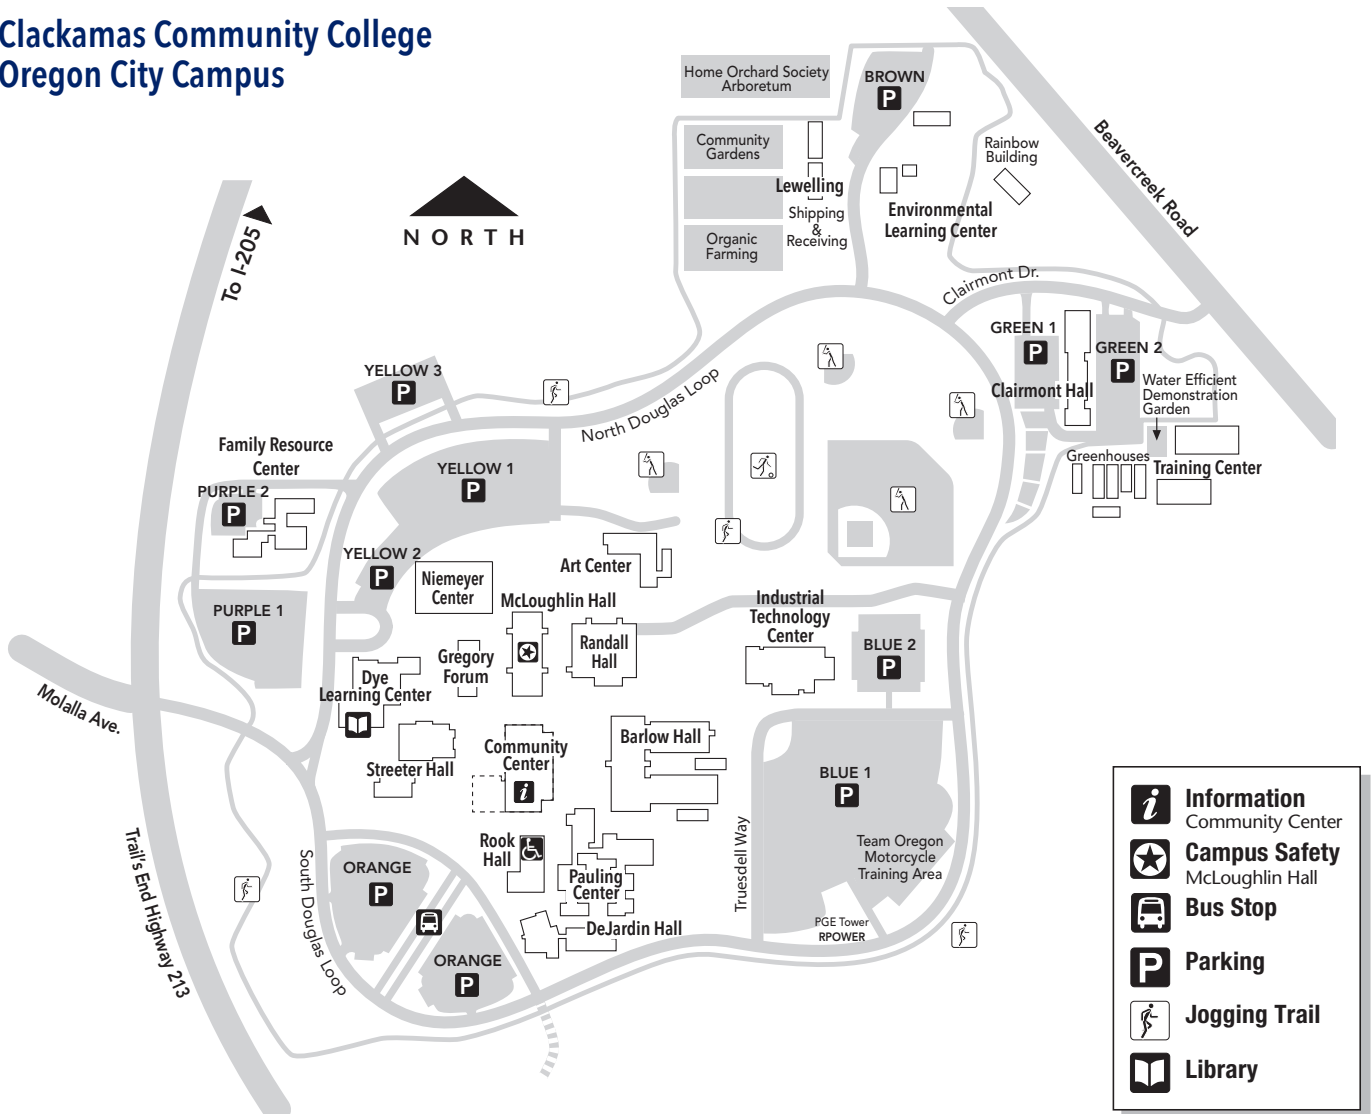 Clackamas Community College
Oregon City Campus
NORTH
To I-205
Home Orchard Society
Arboretum
BROWN
P
Community
Gardens
Lewelling
Shipping
&
Receiving
Organic
Farming
Rainbow
Building
Environmental
Learning Center
Beavercreek Road
Clairmont Dr.
GREEN 1
P
GREEN 2
P
Clairmont Hall
Water Efficient
Demonstration
Garden
Greenhouses
Training Center
YELLOW 3
P
North Douglas Loop
Family Resource
Center
PURPLE 2
P
YELLOW 1
P
YELLOW 2
P
Niemeyer
Center
Art Center
PURPLE 1
P
McLoughlin Hall
Randall
Hall
Gregory
Forum
Industrial
Technology
Center
BLUE 2
P
Dye
Learning Center
Molalla Ave.
Streeter Hall
Community
Center
i
Barlow Hall
BLUE 1
P
Team Oregon
Motorcycle
Training Area
Truesdell Way
Rook
Hall
Pauling
Center
DeJardin Hall
PGE Tower
RPOWER
ORANGE
P
ORANGE
P
South Douglas Loop
Trail's End Highway 213
i
Information
Community Center
Campus Safety
McLoughlin Hall
Bus Stop
P
Parking
Jogging Trail
Library